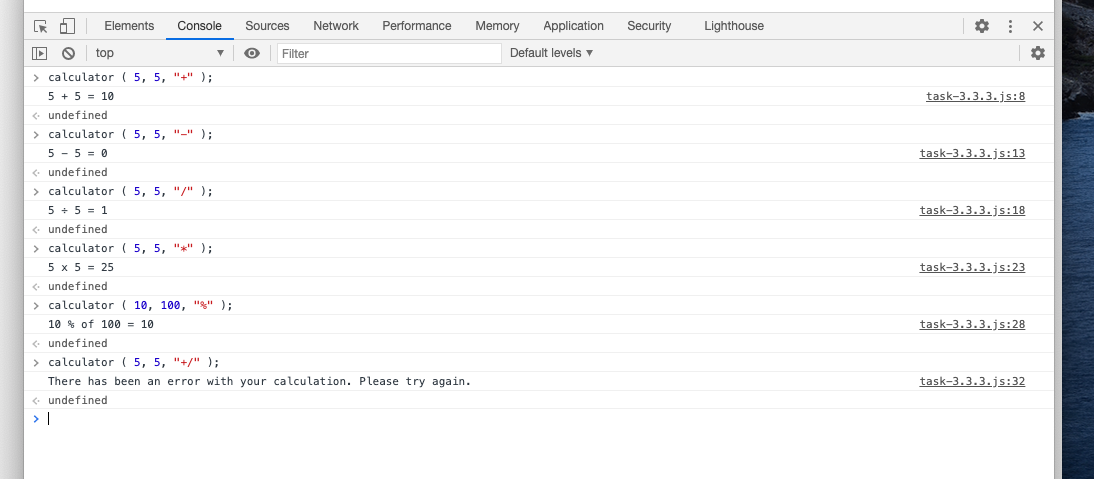 Elements Console Sources Network Performance Memory Application Security Lighthouse
top Filter Default levels
calculator ( 5, 5, "+" );
5 + 5 = 10 task-3.3.3.js:8
undefined
calculator ( 5, 5, "-" );
5 - 5 = 0 task-3.3.3.js:13
undefined
calculator ( 5, 5, "/" );
5 ÷ 5 = 1 task-3.3.3.js:18
undefined
calculator ( 5, 5, "*" );
5 x 5 = 25 task-3.3.3.js:23
undefined
calculator ( 10, 100, "%" );
10 % of 100 = 10 task-3.3.3.js:28
undefined
calculator ( 5, 5, "+/" );
There has been an error with your calculation. Please try again. task-3.3.3.js:32
undefined